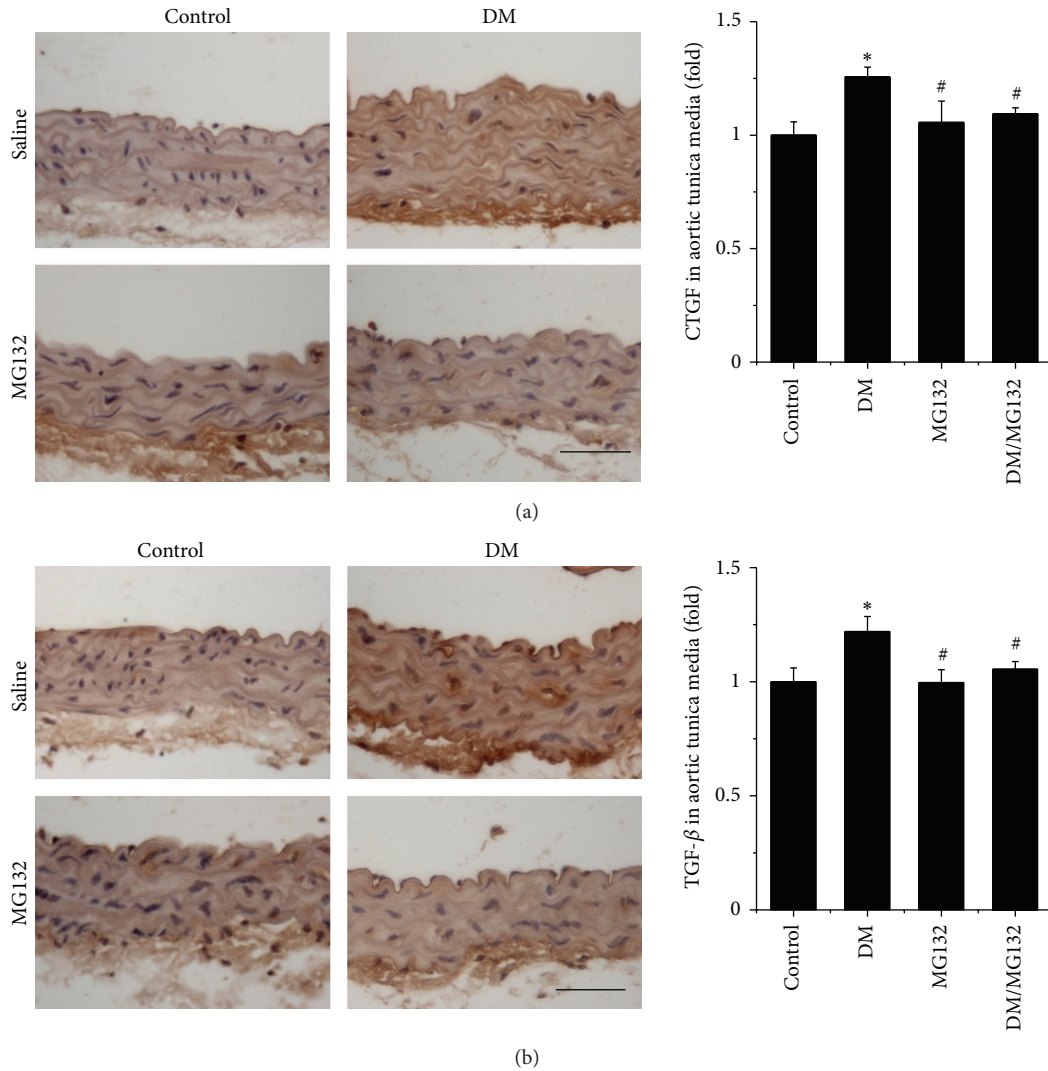 Control DM
Saline
MG132
CTGF in aortic tunica media (fold)
1.5
1
0.5
0
*
#
#
Control
DM
MG132
DM/MG132
(a)
Control DM
Saline
MG132
TGF-β in aortic tunica media (fold)
1.5
1
0.5
0
*
#
#
Control
DM
MG132
DM/MG132
(b)